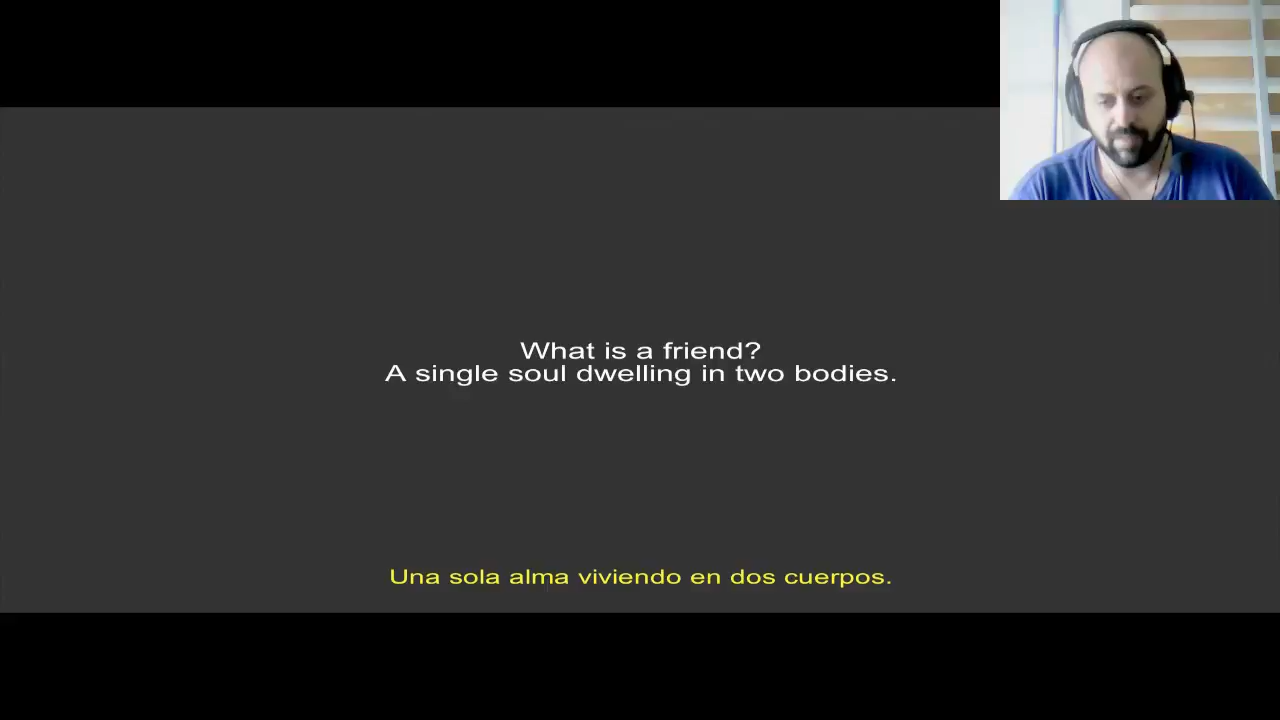 What is a friend?
A single soul dwelling in two bodies.
Una sola alma viviendo en dos cuerpos.